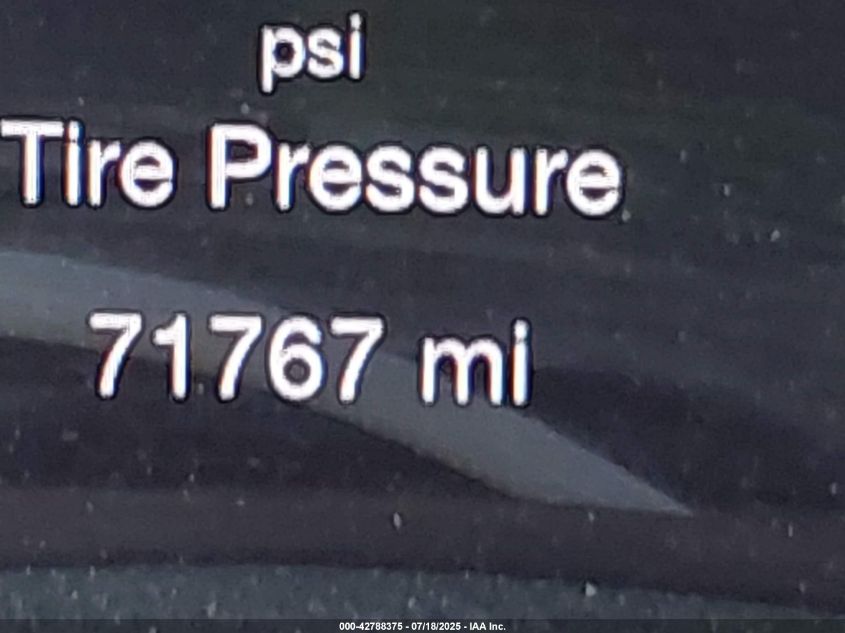 psi
Tire Pressure
71767 mi
000-42788375 - 07/18/2025 - IAA Inc.